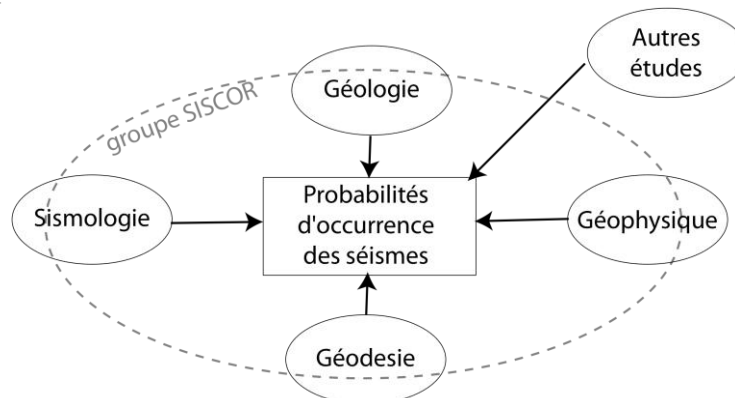 Autres
études
groupe SISCOR
Géologie
Sismologie
Probabilités
d'occurrence
des séismes
Géophysique
Géodesie